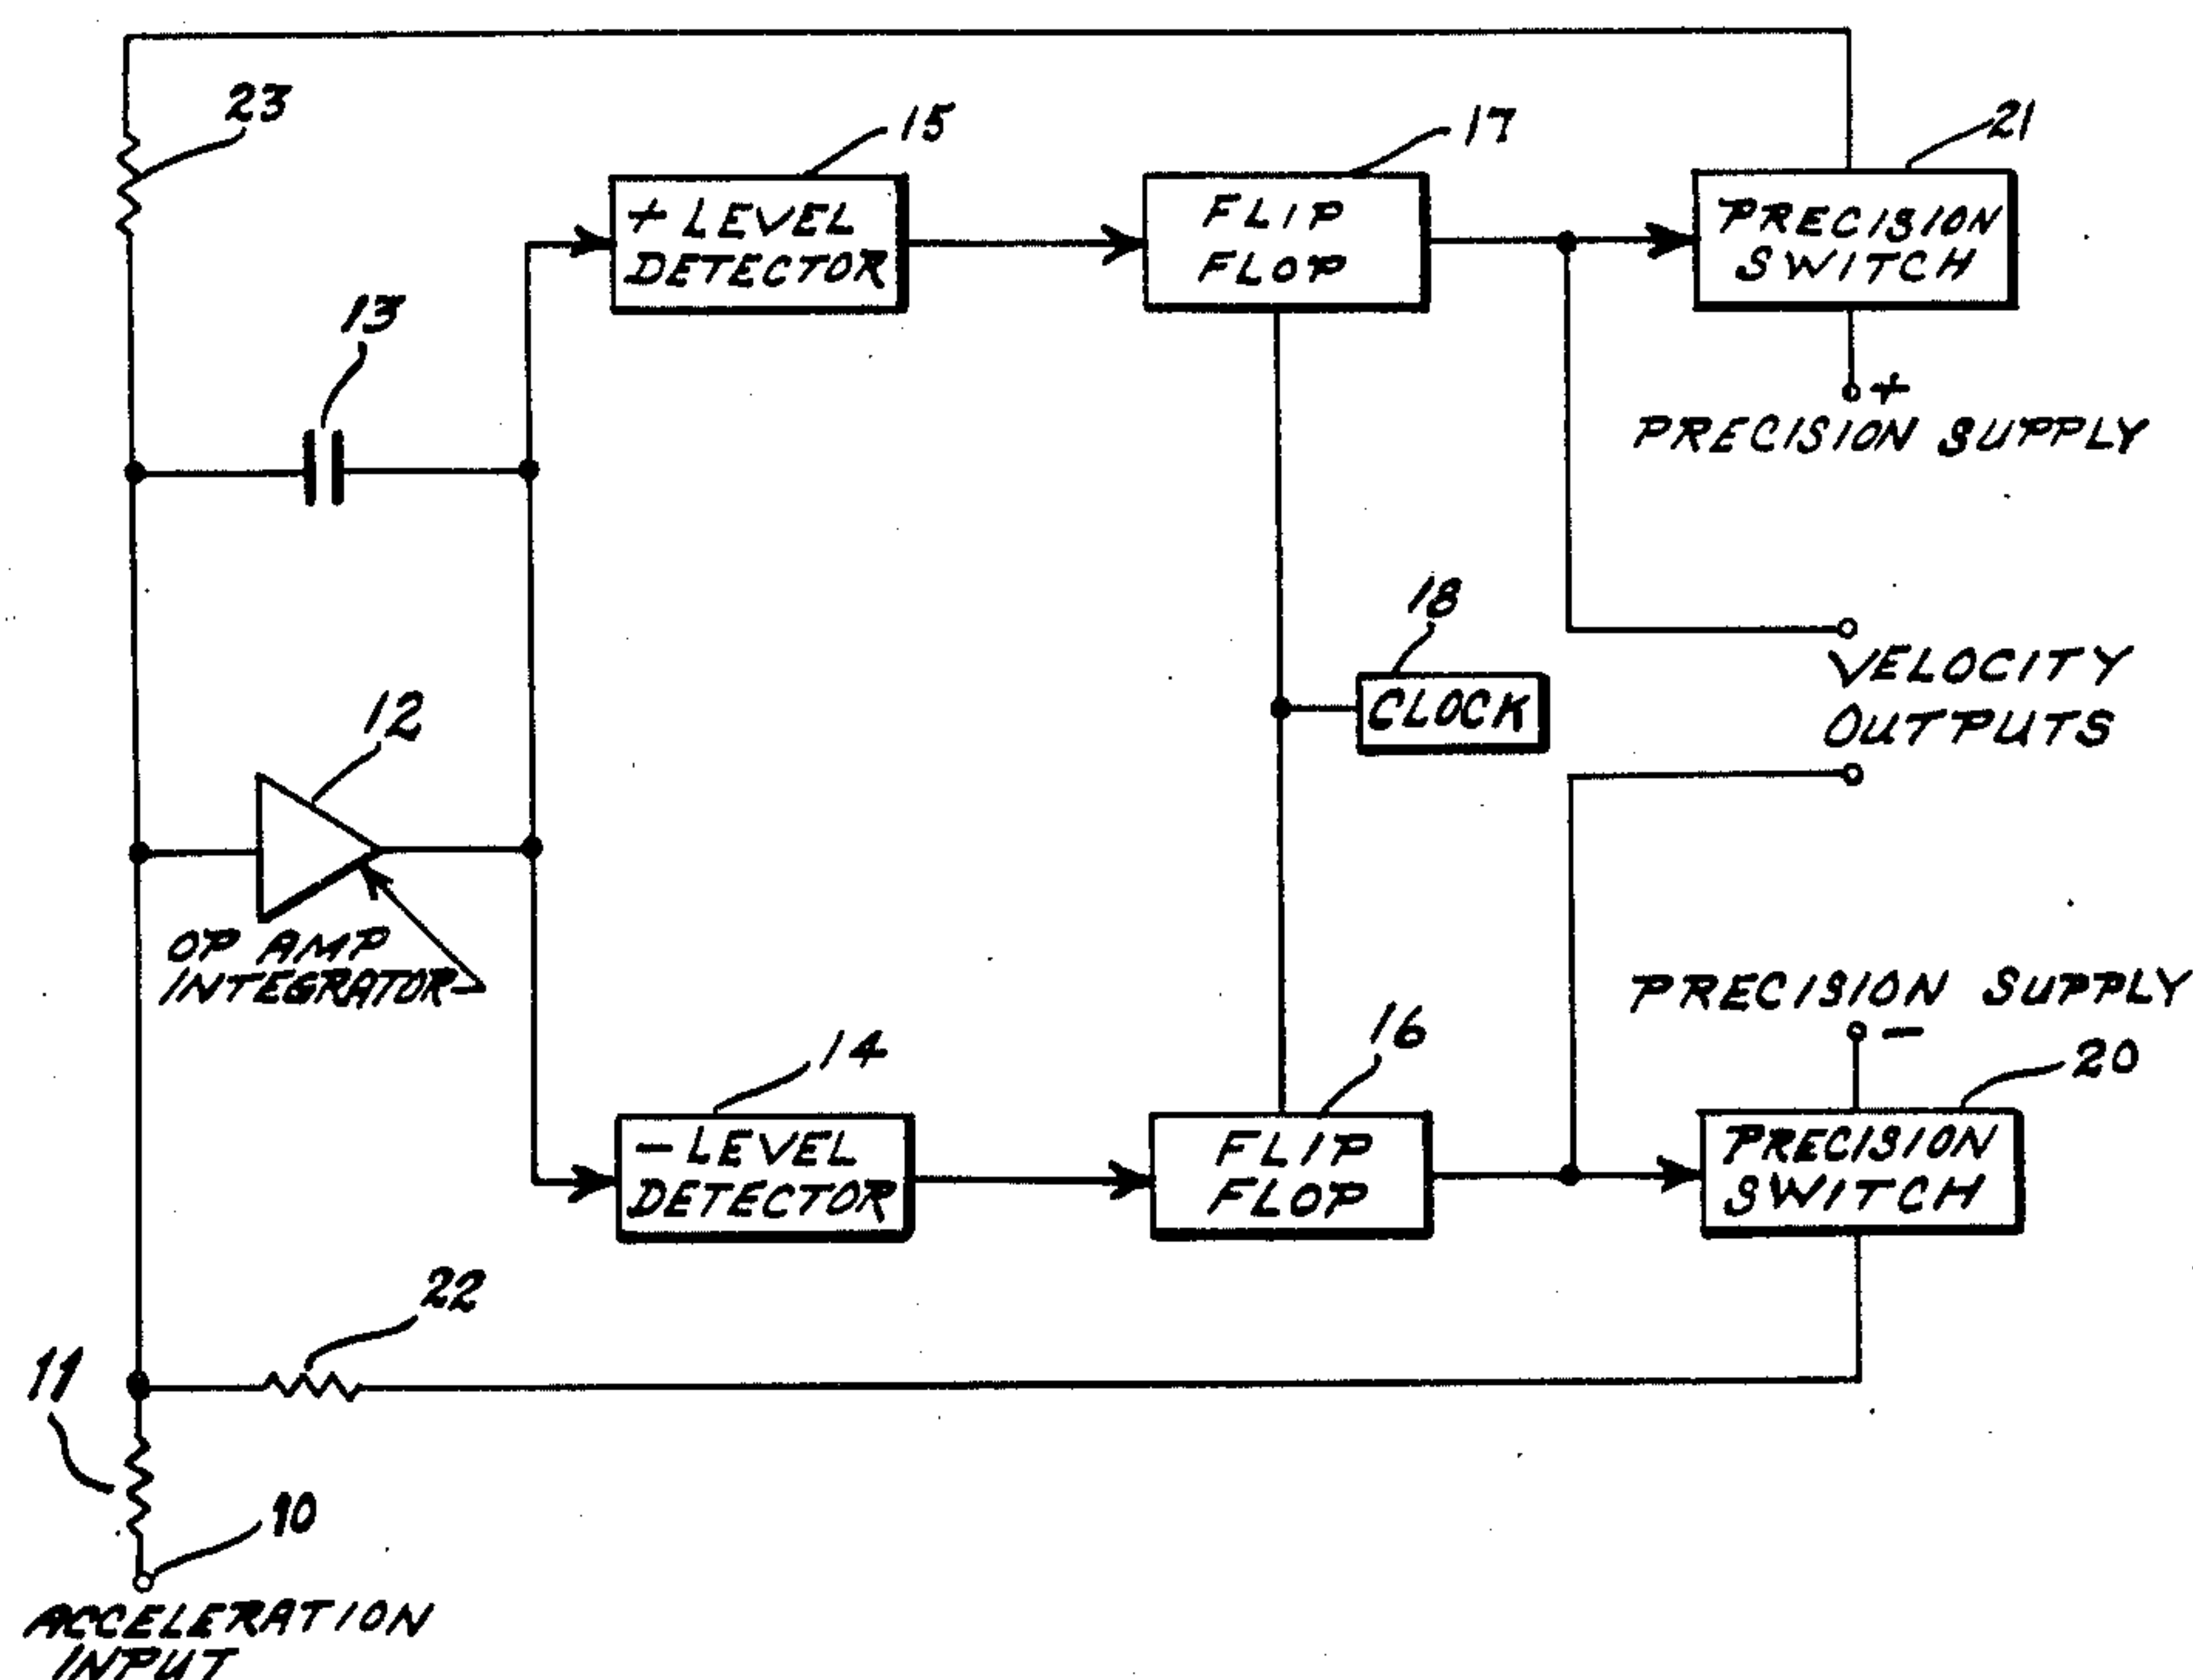 23
15
17
21
+ LEVEL
DETECTOR
FLIP
FLOP
PRECISION
SWITCH
13
+
PRECISION SUPPLY
18
CLOCK
VELOCITY
OUTPUTS
12
OP AMP
INTEGRATOR
PRECISION SUPPLY
-
14
16
20
- LEVEL
DETECTOR
FLIP
FLOP
PRECISION
SWITCH
22
11
10
ACCELERATION
INPUT